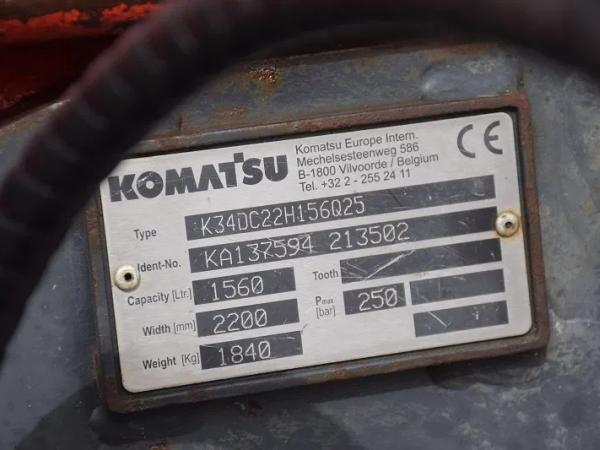 KOMATSU
Komatsu Europe Intern.
Mechelsesteenweg 586
B-1800 Vilvoorde / Belgium
Tel. +32 2 - 255 24 11
CE
Type K34DC22H156Q25
Ident-No. KA137594 213502
Capacity [Ltr.] 1560 Tooth
Width [mm] 2200 Pmax [bar] 250
Weight [Kg] 1840